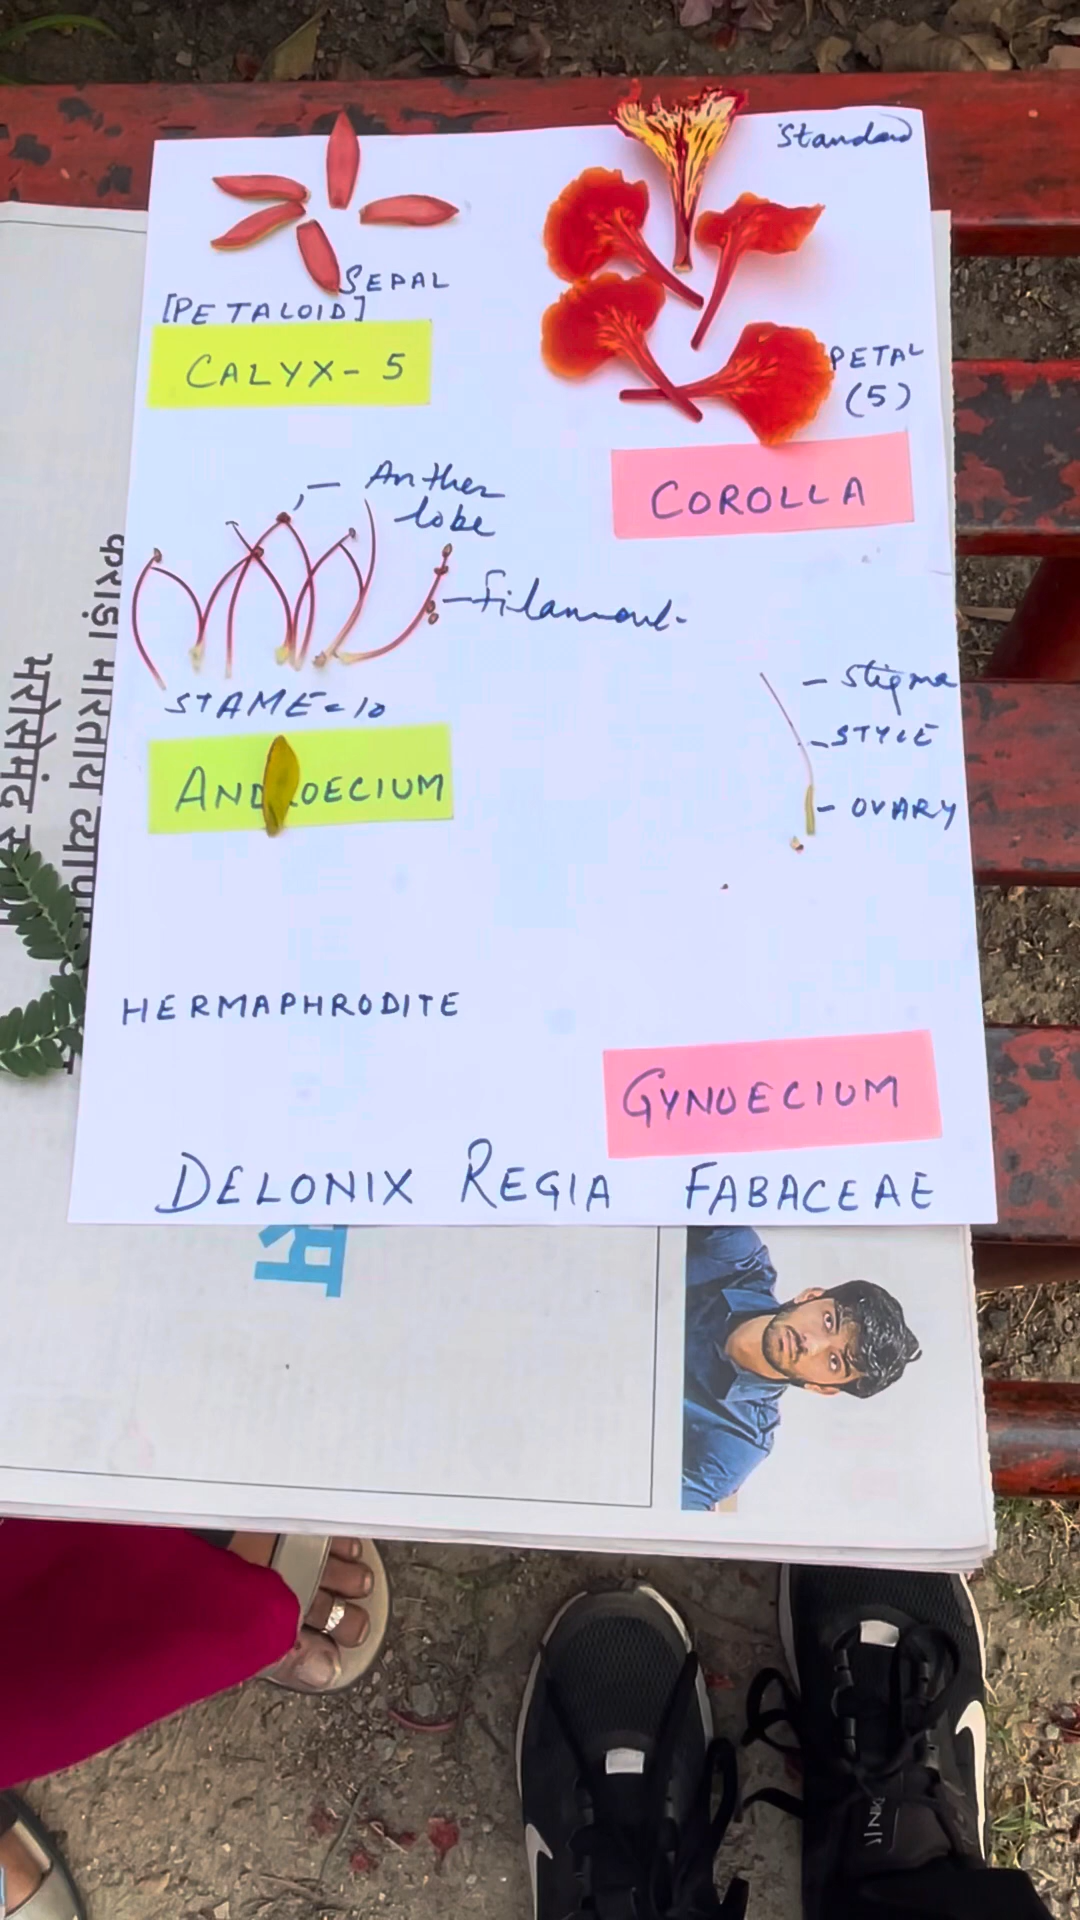 Standard
SEPAL
[PETALOID]
CALYX - 5
PETAL
(5)
COROLLA
Anther
lobe
Filament
STAME = 10
ANDROECIUM
Stigma
STYLE
OVARY
HERMAPHRODITE
GYNOECIUM
DELONIX REGIA FABACEAE